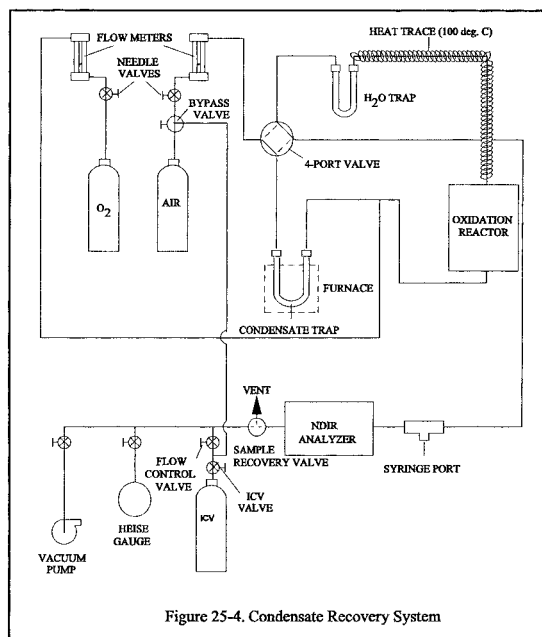 HEAT TRACE (100 deg. C)
FLOW METERS
NEEDLE
VALVES
H2O TRAP
BYPASS
VALVE
4-PORT VALVE
O2
AIR
OXIDATION
REACTOR
FURNACE
CONDENSATE TRAP
VENT
NDIR
ANALYZER
SAMPLE
RECOVERY VALVE
SYRINGE PORT
FLOW
CONTROL
VALVE
ICV
VALVE
HEISE
GAUGE
ICV
VACUUM
PUMP
Figure 25-4. Condensate Recovery System